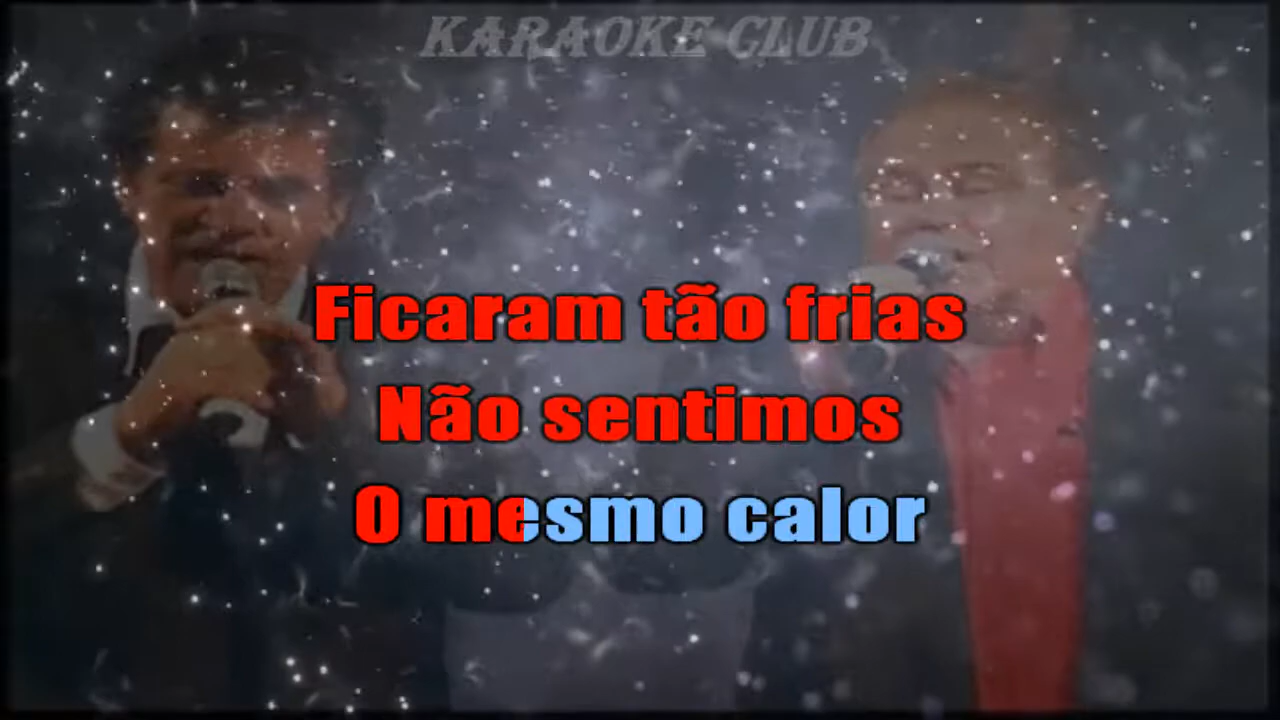 KARAOKE CLUB
Ficaram tão frias
Não sentimos
O mesmo calor